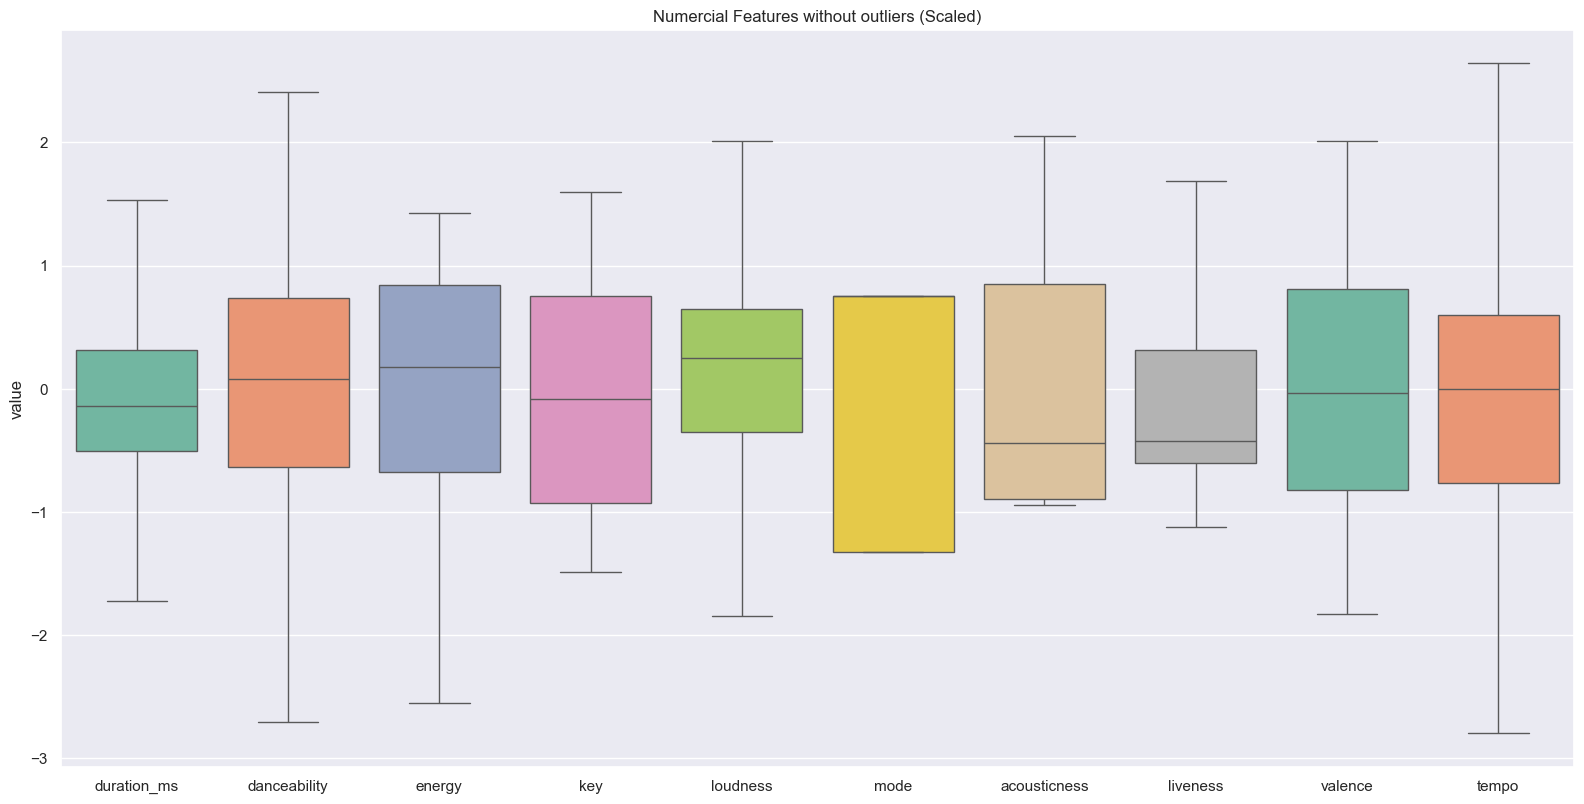 Numercial Features without outliers (Scaled)
value
2
1
0
−1
−2
−3
duration_ms danceability energy key loudness mode acousticness liveness valence tempo